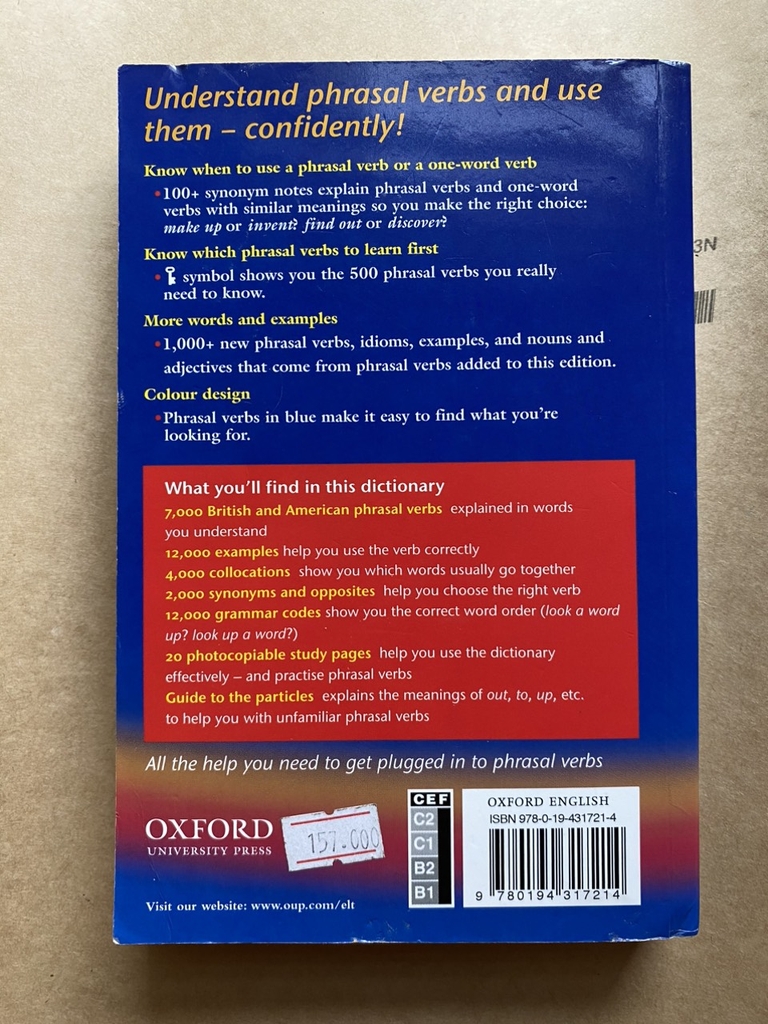 Understand phrasal verbs and use
them – confidently!
Know when to use a phrasal verb or a one-word verb
• 100+ synonym notes explain phrasal verbs and one-word
verbs with similar meanings so you make the right choice:
make up or invent? find out or discover?
Know which phrasal verbs to learn first
• symbol shows you the 500 phrasal verbs you really
need to know.
More words and examples
• 1,000+ new phrasal verbs, idioms, examples, and nouns and
adjectives that come from phrasal verbs added to this edition.
Colour design
• Phrasal verbs in blue make it easy to find what you're
looking for.
What you'll find in this dictionary
7,000 British and American phrasal verbs explained in words
you understand
12,000 examples help you use the verb correctly
4,000 collocations show you which words usually go together
2,000 synonyms and opposites help you choose the right verb
12,000 grammar codes show you the correct word order (look a word
up? look up a word?)
20 photocopiable study pages help you use the dictionary
effectively – and practise phrasal verbs
Guide to the particles explains the meanings of out, to, up, etc.
to help you with unfamiliar phrasal verbs
All the help you need to get plugged in to phrasal verbs
OXFORD
UNIVERSITY PRESS
157.000
Visit our website: www.oup.com/elt
CEF
C2
C1
B2
B1
OXFORD ENGLISH
ISBN 978-0-19-431721-4
9 780194 317214
3N